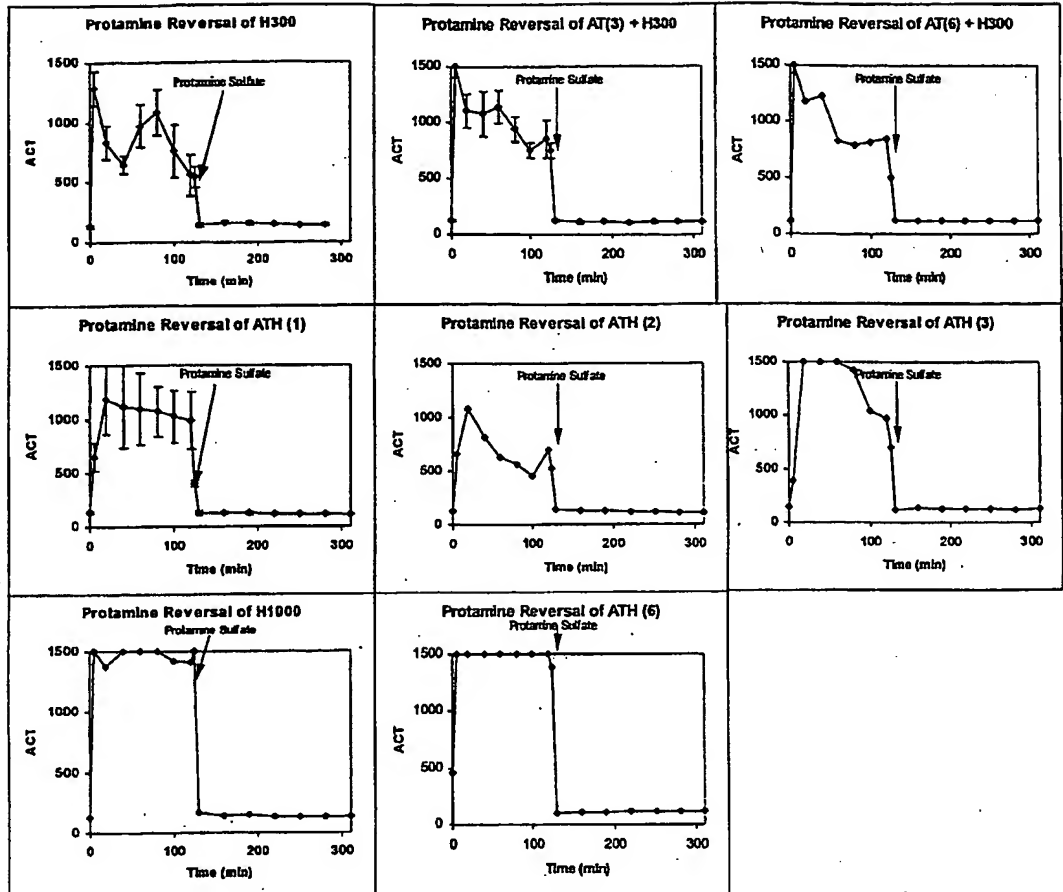 Protamine Reversal of H300
1500
1000
500
0
ACT
Protamine Sulfate
0 100 200 300
Time (min)
Protamine Reversal of AT(3) + H300
1500
1000
500
0
ACT
Protamine Sulfate
0 100 200 300
Time (min)
Protamine Reversal of AT(6) + H300
1500
1000
500
0
ACT
Protamine Sulfate
0 100 200 300
Time (min)
Protamine Reversal of ATH (1)
1500
1000
500
0
ACT
Protamine Sulfate
0 100 200 300
Time (min)
Protamine Reversal of ATH (2)
1500
1000
500
0
ACT
Protamine Sulfate
0 100 200 300
Time (min)
Protamine Reversal of ATH (3)
1500
1000
500
0
ACT
Protamine Sulfate
0 100 200 300
Time (min)
Protamine Reversal of H1000
1500
1000
500
0
ACT
Protamine Sulfate
0 100 200 300
Time (min)
Protamine Reversal of ATH (6)
1500
1000
500
0
ACT
Protamine Sulfate
0 100 200 300
Time (min)